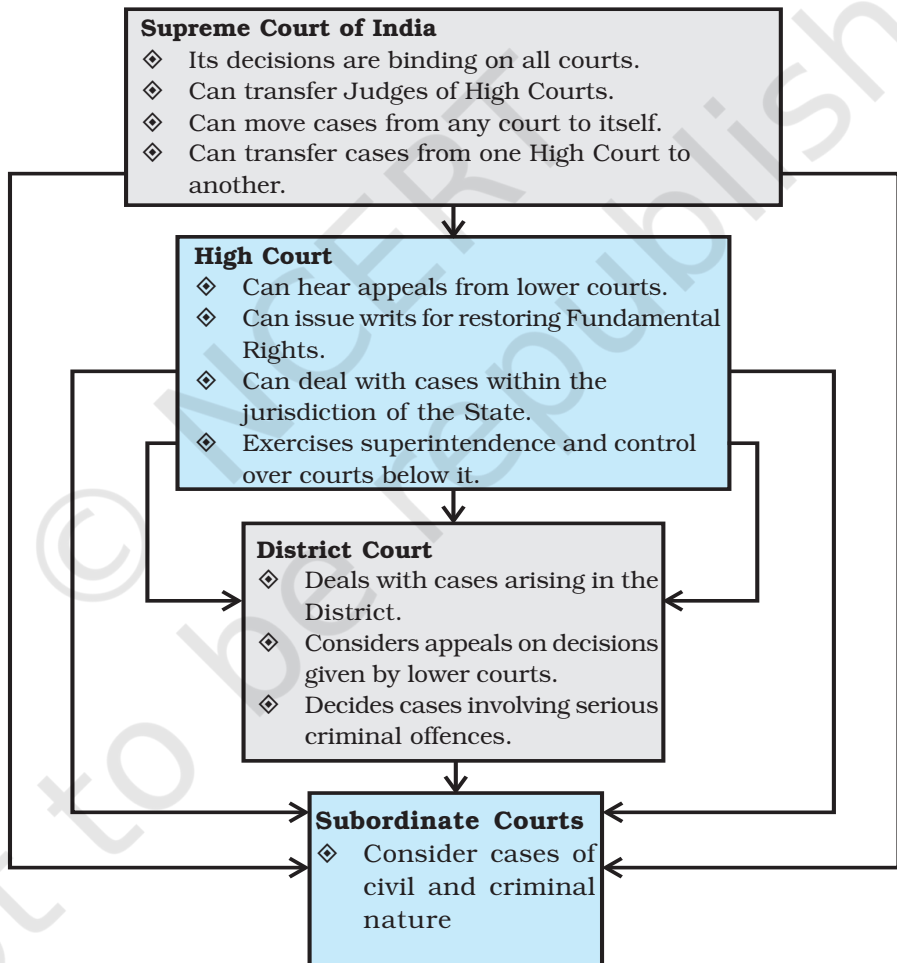 Supreme Court of India
◈ Its decisions are binding on all courts.
◈ Can transfer Judges of High Courts.
◈ Can move cases from any court to itself.
◈ Can transfer cases from one High Court to
another.
High Court
◈ Can hear appeals from lower courts.
◈ Can issue writs for restoring Fundamental
Rights.
◈ Can deal with cases within the
jurisdiction of the State.
◈ Exercises superintendence and control
over courts below it.
District Court
◈ Deals with cases arising in the
District.
◈ Considers appeals on decisions
given by lower courts.
◈ Decides cases involving serious
criminal offences.
Subordinate Courts
◈ Consider cases of
civil and criminal
nature
© NCERT
not to be republish